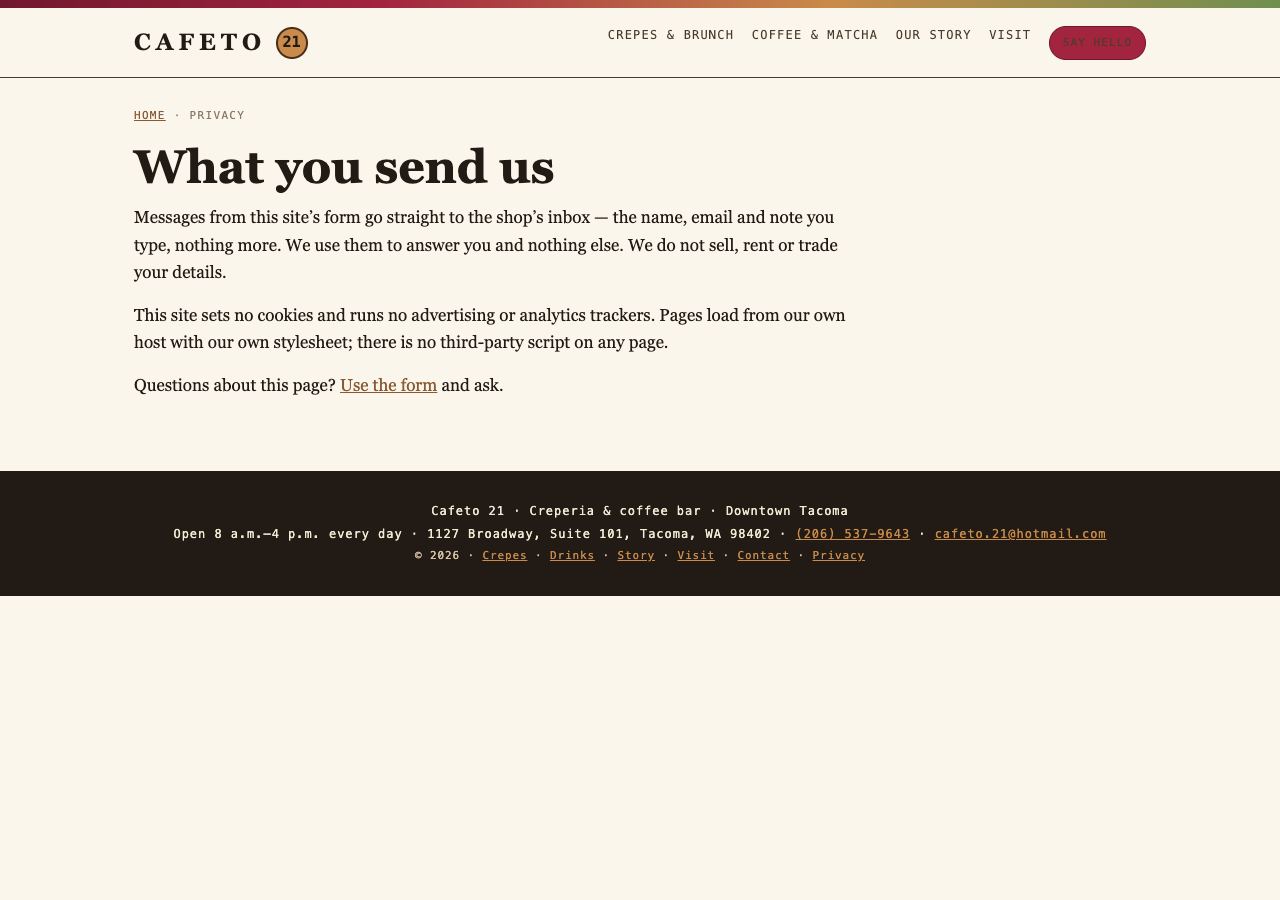 CAFETO 21
CREPES & BRUNCH COFFEE & MATCHA OUR STORY VISIT SAY HELLO
HOME · PRIVACY
What you send us
Messages from this site’s form go straight to the shop’s inbox — the name, email and note you
type, nothing more. We use them to answer you and nothing else. We do not sell, rent or trade
your details.
This site sets no cookies and runs no advertising or analytics trackers. Pages load from our own
host with our own stylesheet; there is no third-party script on any page.
Questions about this page? Use the form and ask.
Cafeto 21 · Creperia & coffee bar · Downtown Tacoma
Open 8 a.m.–4 p.m. every day · 1127 Broadway, Suite 101, Tacoma, WA 98402 · (206) 537-9643 · cafeto.21@hotmail.com
© 2026 · Crepes · Drinks · Story · Visit · Contact · Privacy